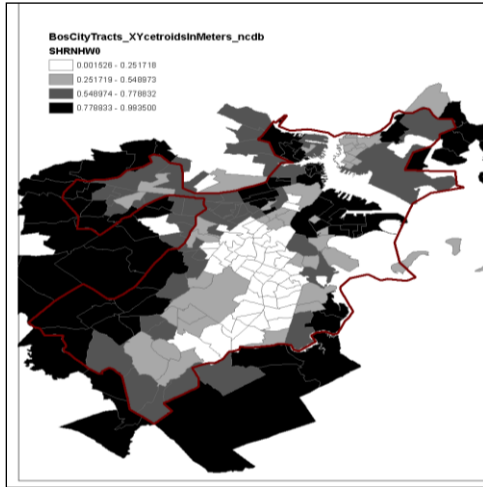 BosCityTracts_XYcetroidsInMeters_ncdb
SHRNHW0
0.001526 - 0.251718
0.251719 - 0.548973
0.548974 - 0.778832
0.778833 - 0.993500